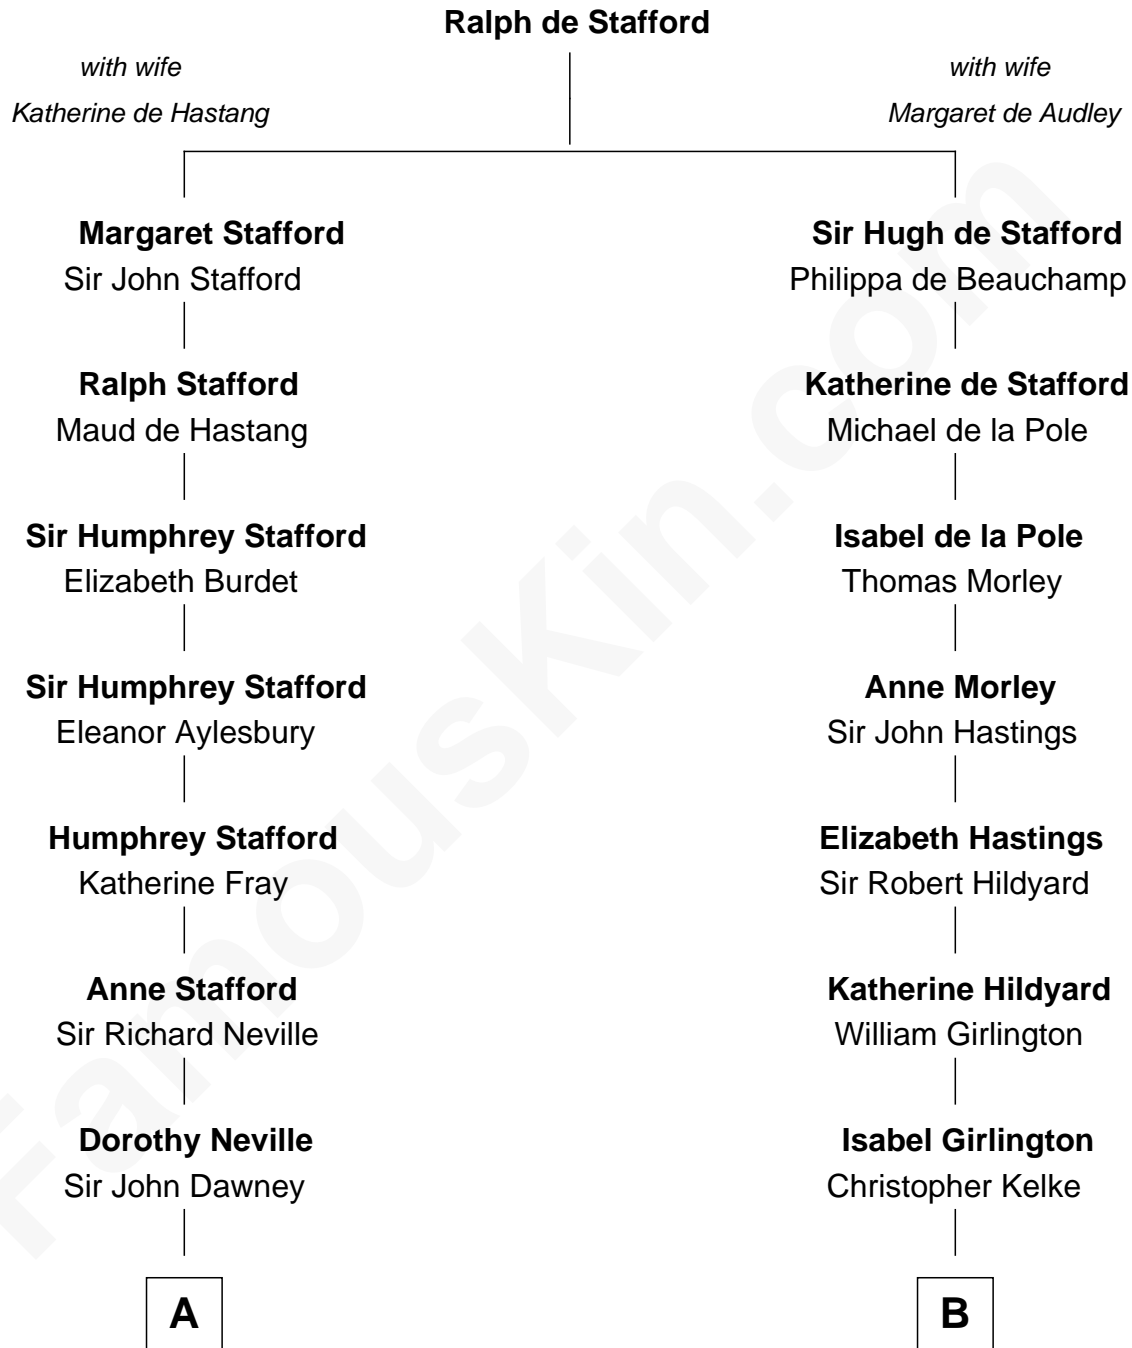 Ralph de Stafford
with wife
Katherine de Hastang
with wife
Margaret de Audley
Margaret Stafford
Sir John Stafford
Sir Hugh de Stafford
Philippa de Beauchamp
Ralph Stafford
Maud de Hastang
Katherine de Stafford
Michael de la Pole
Sir Humphrey Stafford
Elizabeth Burdet
Isabel de la Pole
Thomas Morley
Sir Humphrey Stafford
Eleanor Aylesbury
Anne Morley
Sir John Hastings
Humphrey Stafford
Katherine Fray
Elizabeth Hastings
Sir Robert Hildyard
Anne Stafford
Sir Richard Neville
Katherine Hildyard
William Girlington
Dorothy Neville
Sir John Dawney
Isabel Girlington
Christopher Kelke
A
B
FamousKin.com